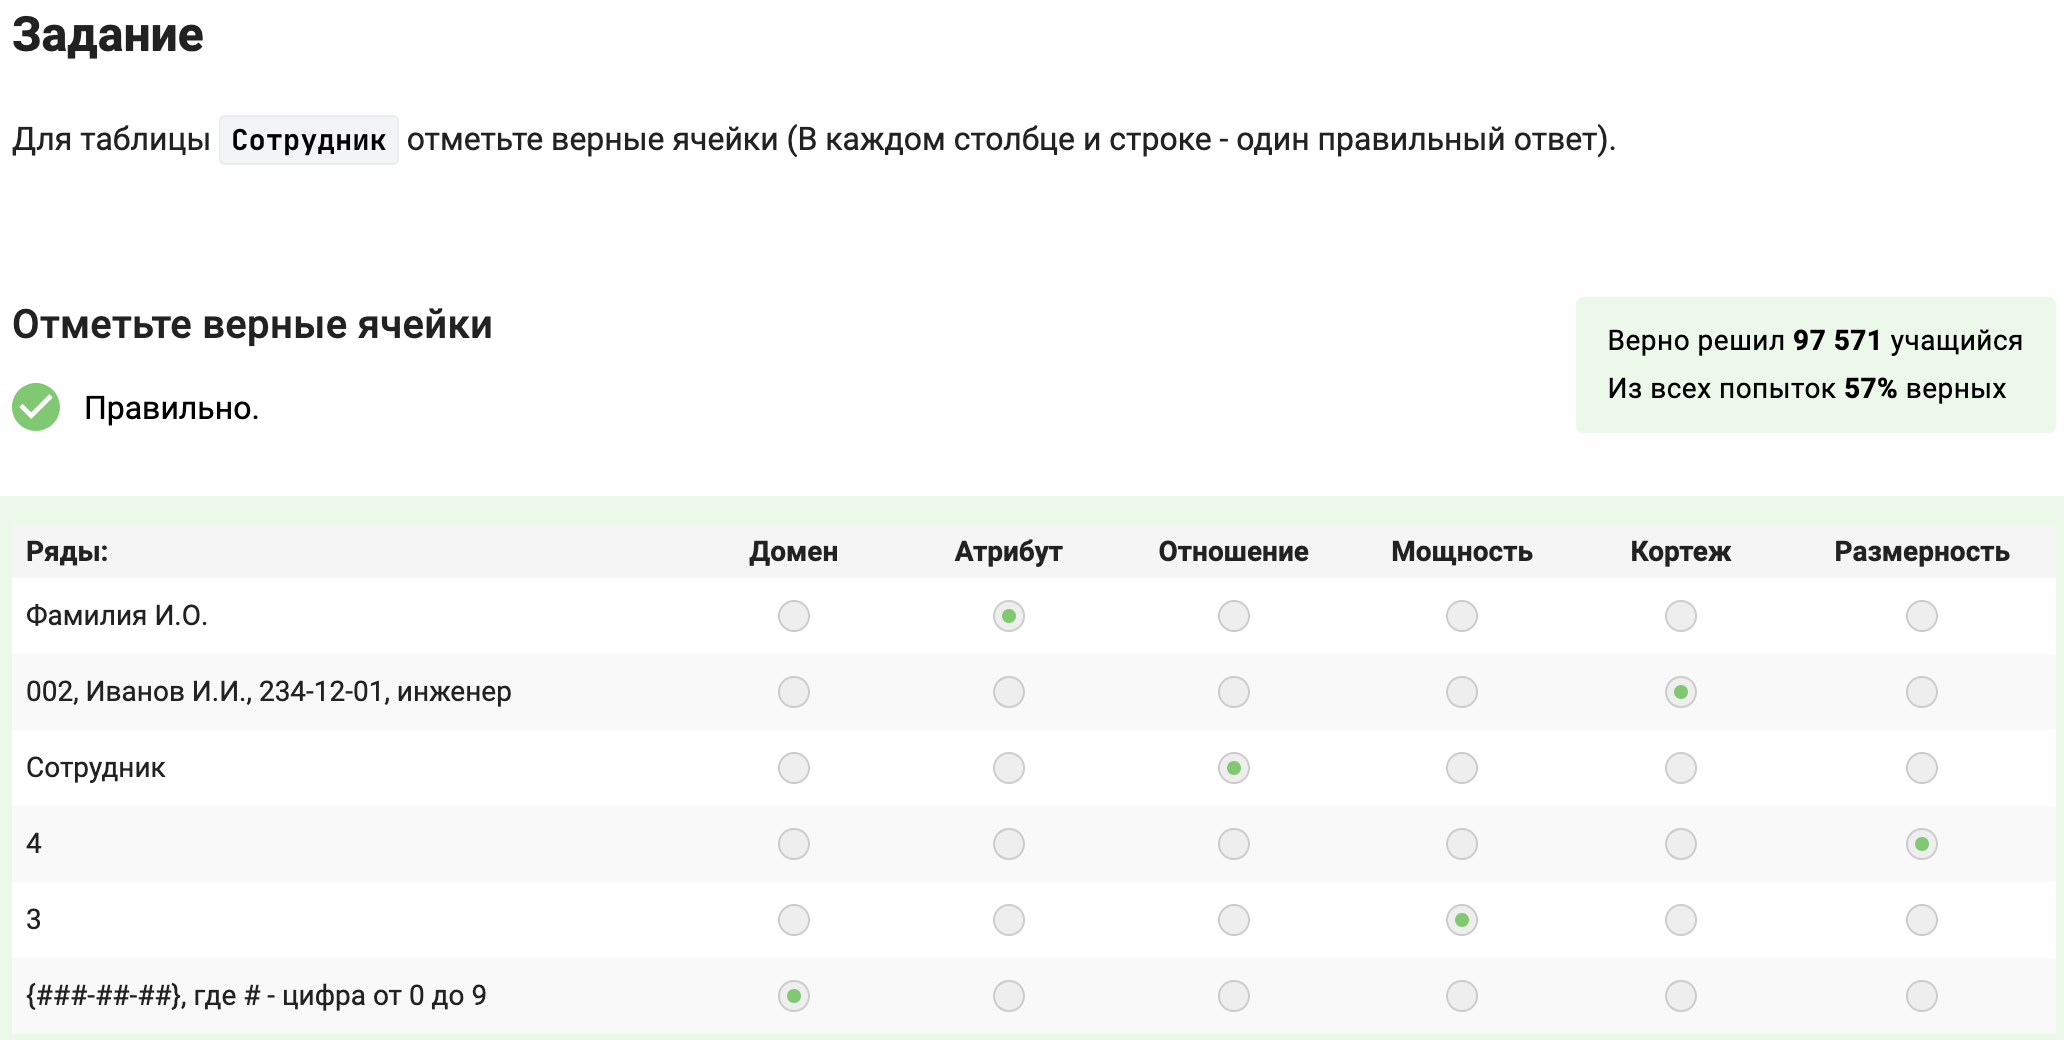 Задание
Для таблицы Сотрудник отметьте верные ячейки (В каждом столбце и строке - один правильный ответ).
Отметьте верные ячейки
Верно решил 97 571 учащийся
Из всех попыток 57% верных
Правильно.
Ряды: Домен Атрибут Отношение Мощность Кортеж Размерность
Фамилия И.О.
002, Иванов И.И., 234-12-01, инженер
Сотрудник
4
3
{###-##-##}, где # - цифра от 0 до 9